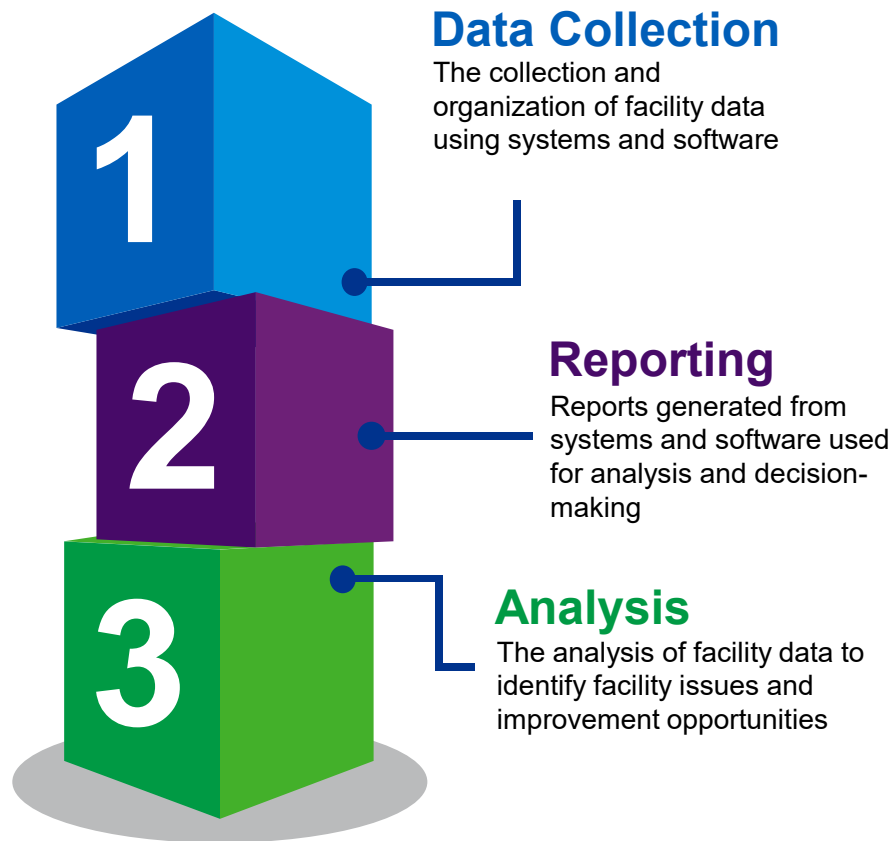 1
Data Collection
The collection and
organization of facility data
using systems and software
2
Reporting
Reports generated from
systems and software used
for analysis and decision-
making
3
Analysis
The analysis of facility data to
identify facility issues and
improvement opportunities